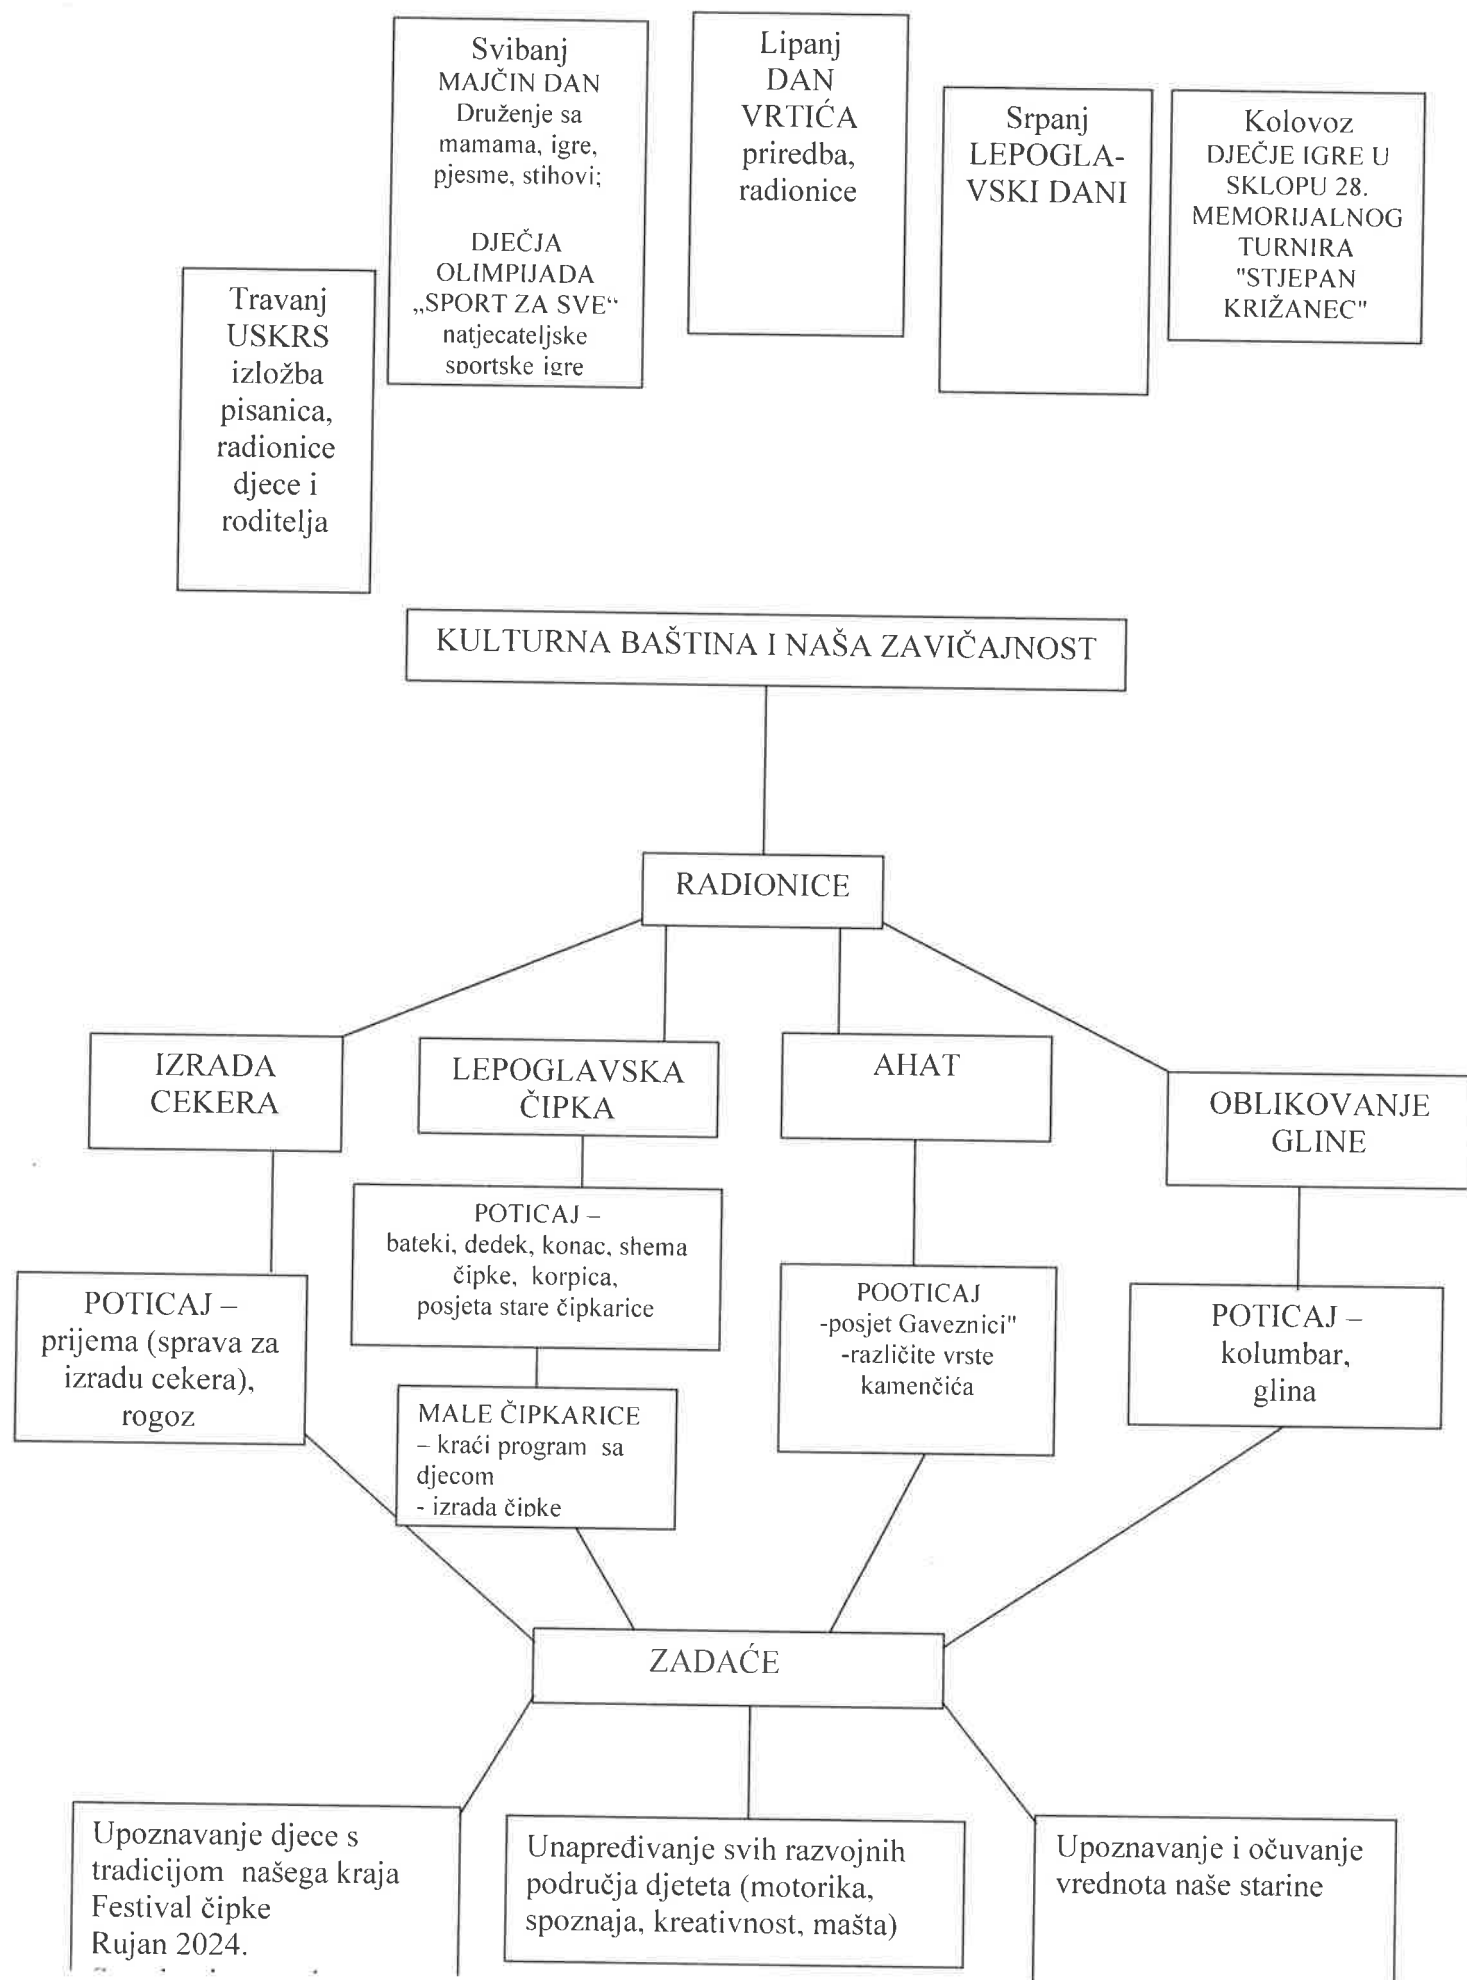 Svibanj
MAJČIN DAN
Druženje sa
mamama, igre,
pjesme, stihovi;
DJEČJA
OLIMPIJADA
„SPORT ZA SVE“
natjecateljske
sportske igre
Lipanj
DAN
VRTIĆA
priredba,
radionice
Srpanj
LEPOGLA-
VSKI DANI
Kolovoz
DJEČJE IGRE U
SKLOPU 28.
MEMORIJALNOG
TURNIRA
"STJEPAN
KRIŽANEC"
Travanj
USKRS
izložba
pisanica,
radionice
djece i
roditelja
KULTURNA BAŠTINA I NAŠA ZAVIČAJNOST
RADIONICE
IZRADA
CEKERA
LEPOGLAVSKA
ČIPKA
AHAT
OBLIKOVANJE
GLINE
POTICAJ –
prijema (sprava za
izradu cekera),
rogoz
POTICAJ –
bateki, dedek, konac, shema
čipke, korpica,
posjeta stare čipkarice
POOTICAJ
-posjet Gaveznici"
-različite vrste
kamenčića
POTICAJ –
kolumbar,
glina
MALE ČIPKARICE
– kraći program sa
djecom
- izrada čipke
ZADAĆE
Upoznavanje djece s
tradicijom našega kraja
Festival čipke
Rujan 2024.
Unapređivanje svih razvojnih
područja djeteta (motorika,
spoznaja, kreativnost, mašta)
Upoznavanje i očuvanje
vrednota naše starine